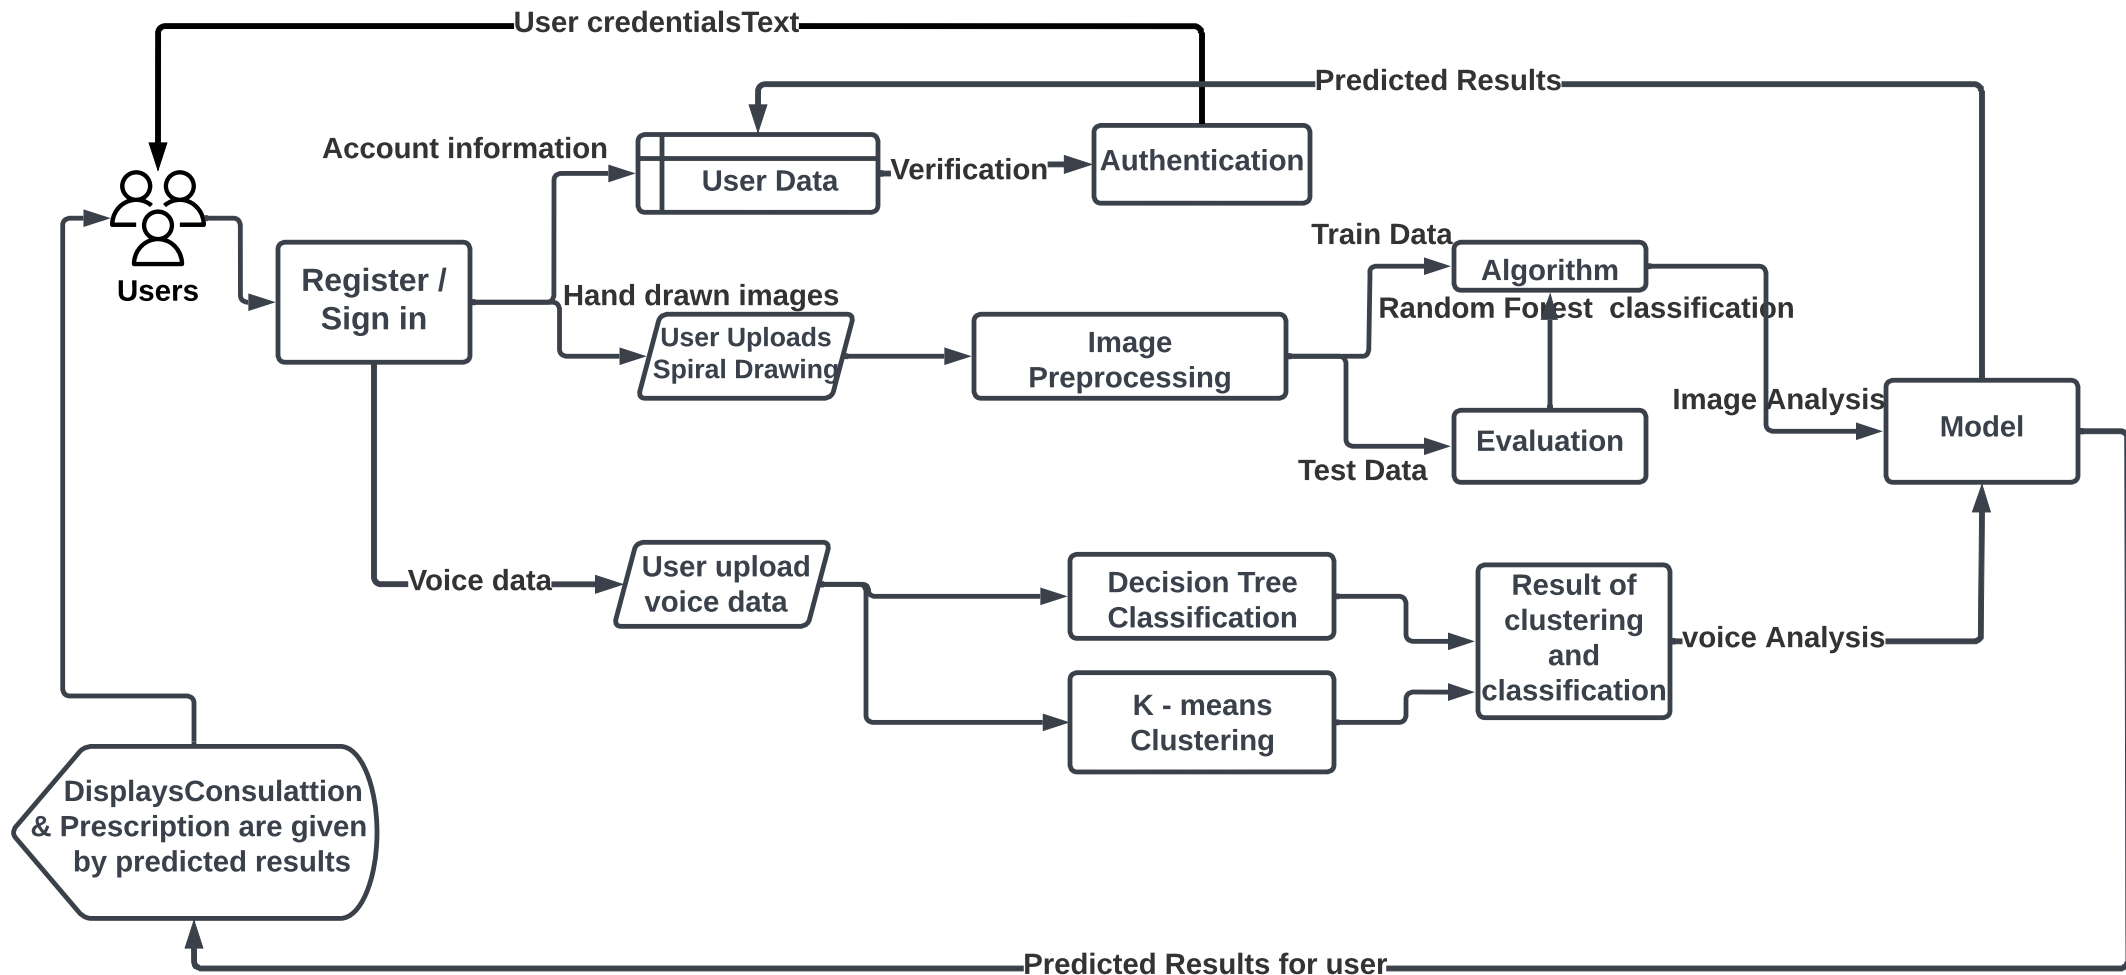 User credentialsText
Predicted Results
Account information
User Data
Verification
Authentication
Users
Register /
Sign in
Hand drawn images
User Uploads
Spiral Drawing
Image
Preprocessing
Train Data
Algorithm
Random Forest classification
Evaluation
Test Data
Image Analysis
Model
Voice data
User upload
voice data
Decision Tree
Classification
K - means
Clustering
Result of
clustering
and
classification
voice Analysis
DisplaysConsulattion
& Prescription are given
by predicted results
Predicted Results for user